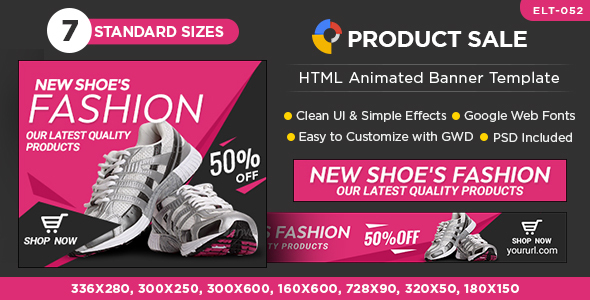 7 STANDARD SIZES
ELT-052
PRODUCT SALE
HTML Animated Banner Template
Clean UI & Simple Effects
Google Web Fonts
Easy to Customize with GWD
PSD Included
NEW SHOE'S
FASHION
OUR LATEST QUALITY
PRODUCTS
50%
OFF
SHOP NOW
NEW SHOE'S FASHION
OUR LATEST QUALITY PRODUCTS
'S FASHION
QUALITY PRODUCTS
50%OFF
SHOP NOW
yoururl.com
336X280, 300X250, 300X600, 160X600, 728X90, 320X50, 180X150